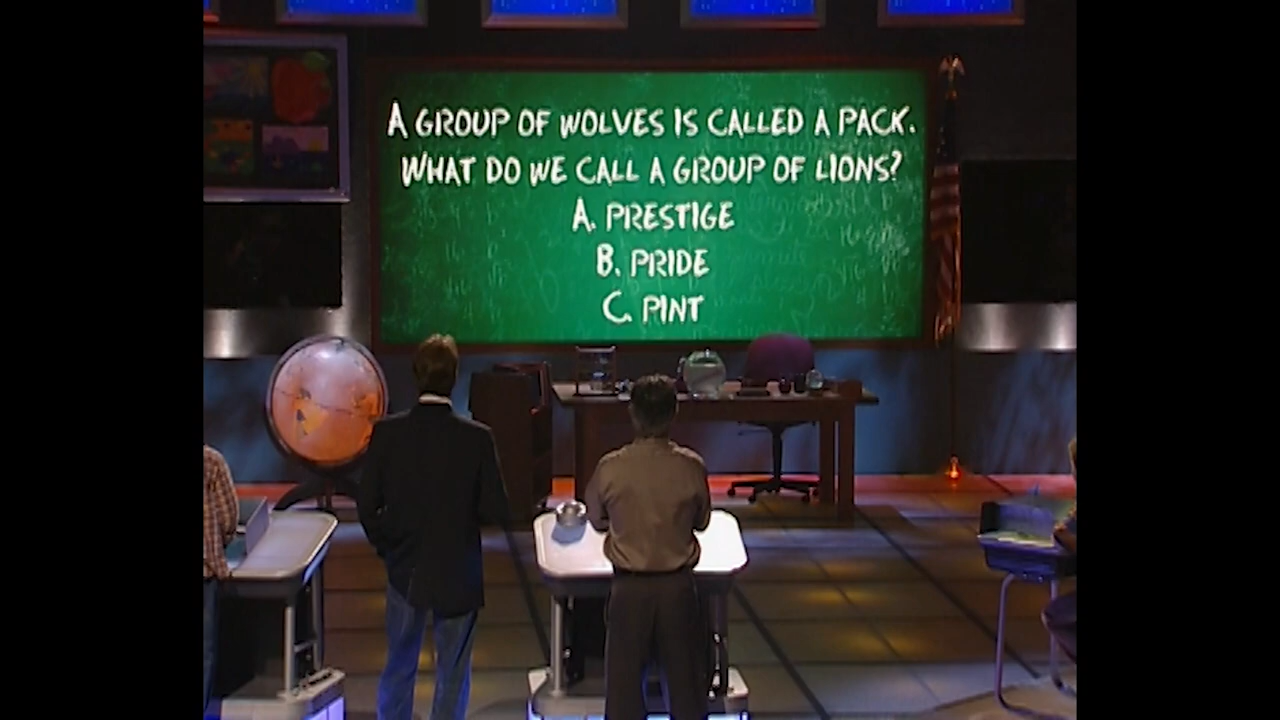 A GROUP OF WOLVES IS CALLED A PACK.
WHAT DO WE CALL A GROUP OF LIONS?
A. PRESTIGE
B. PRIDE
C. PINT